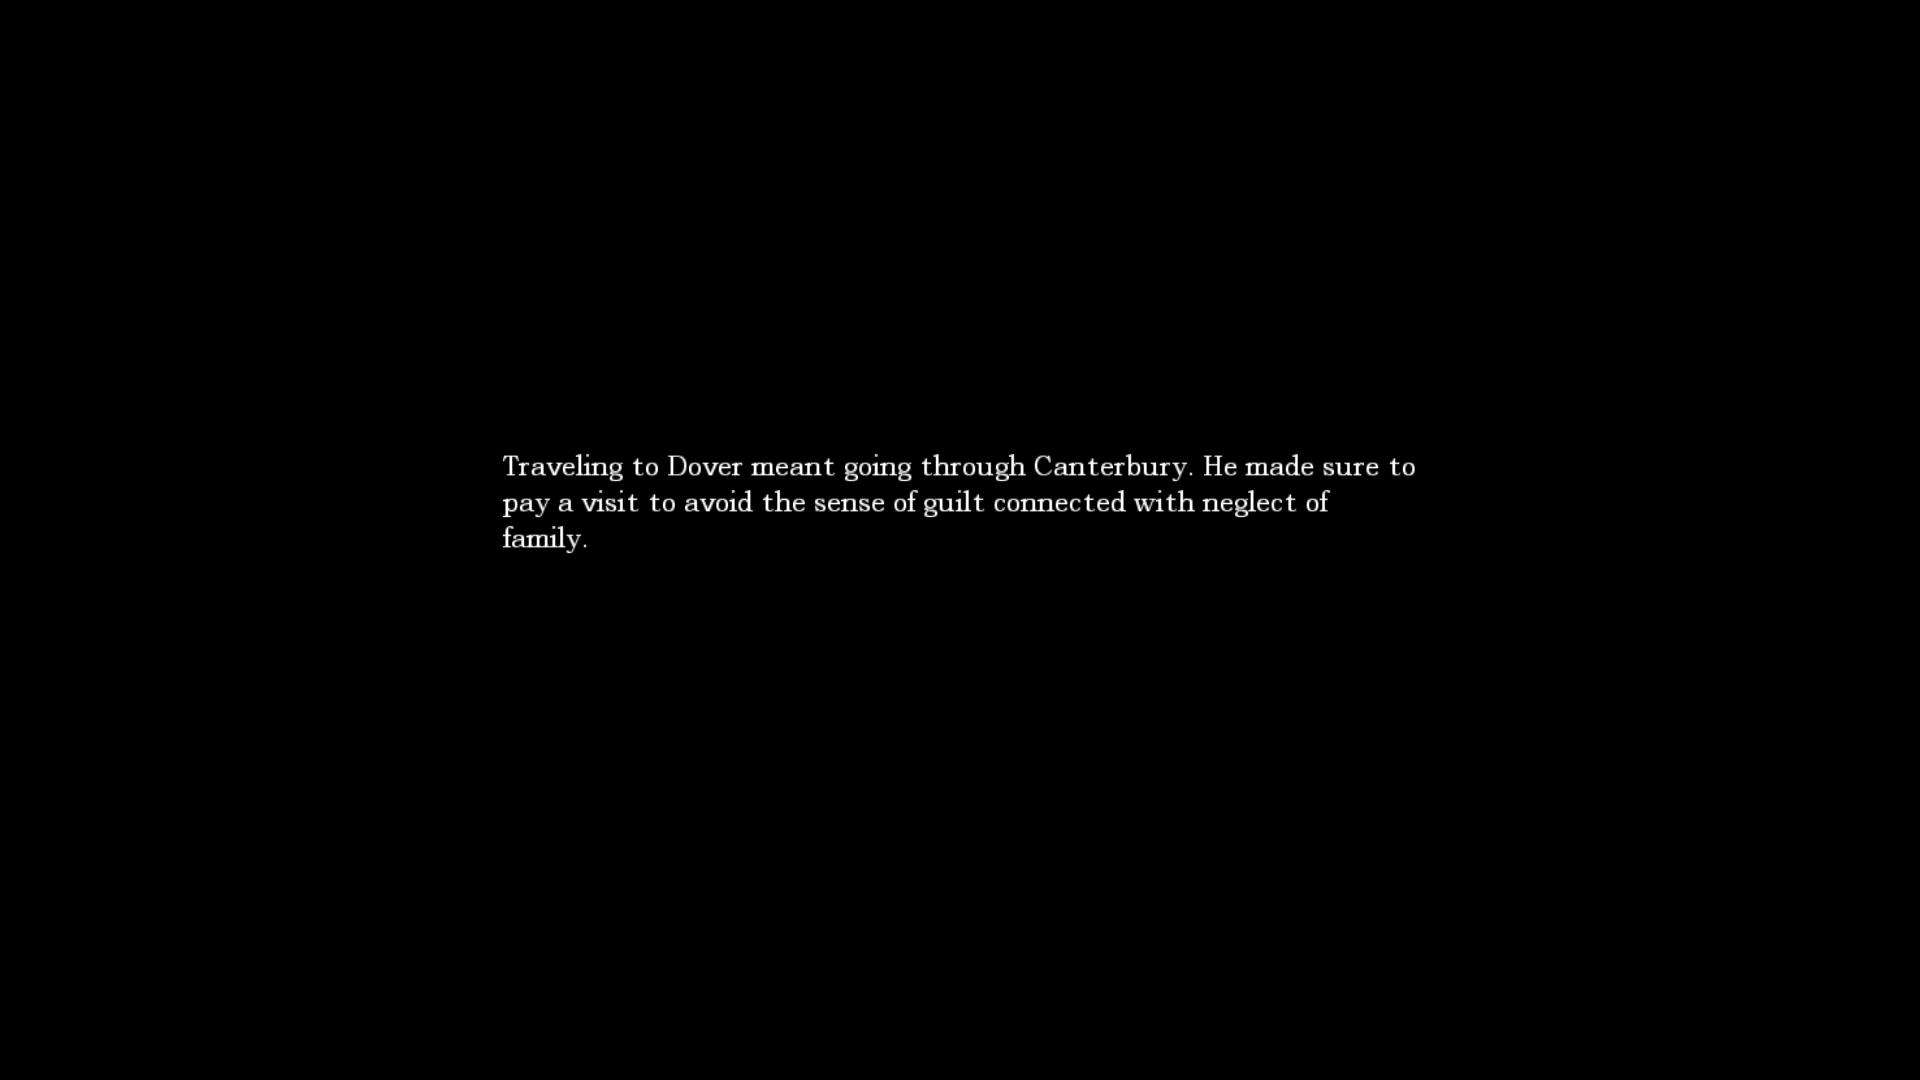 Traveling to Dover meant going through Canterbury. He made sure to
pay a visit to avoid the sense of guilt connected with neglect of
family.